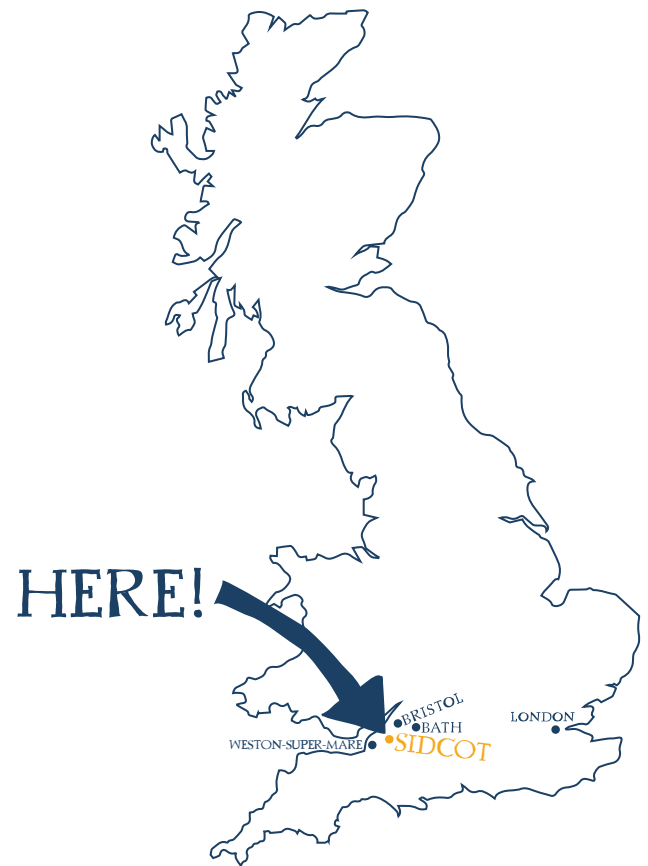 HERE!
BRISTOL
LONDON
BATH
WESTON-SUPER-MARE
SIDCOT